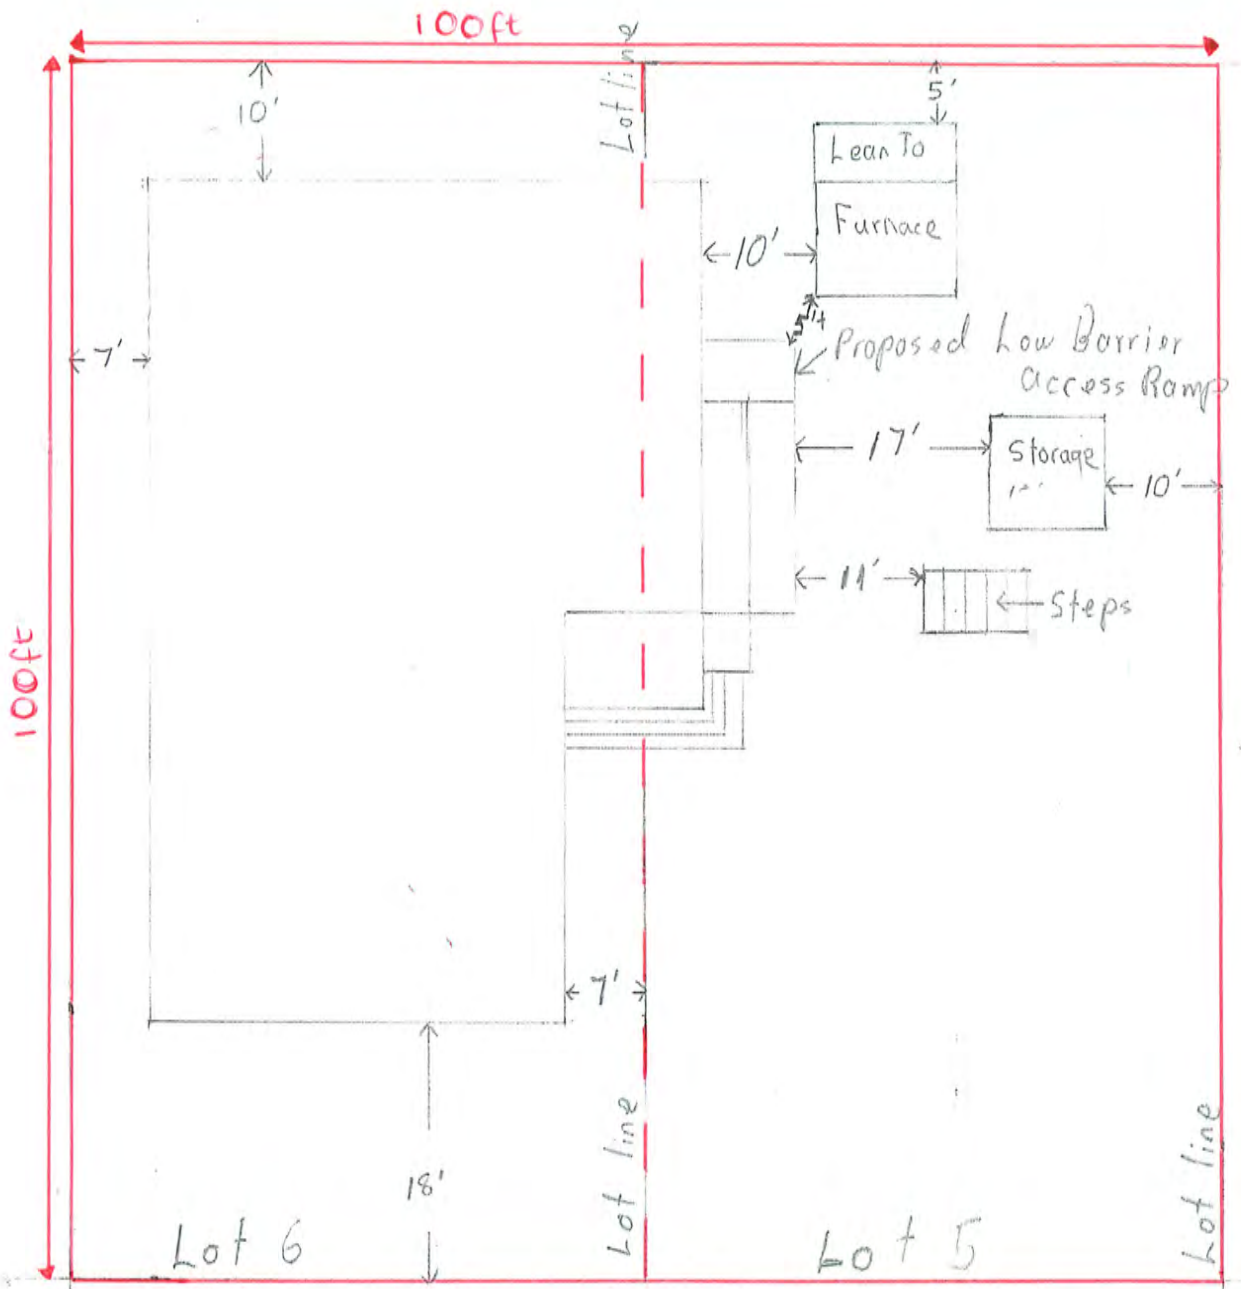 100ft
Lot line
10'
5'
Lean To
Furnace
10'
7'
Proposed Low Barrier
Access Ramp
17'
Storage
10'
11'
Steps
100ft
7'
18'
Lot line
Lot line
Lot 6
Lot 5